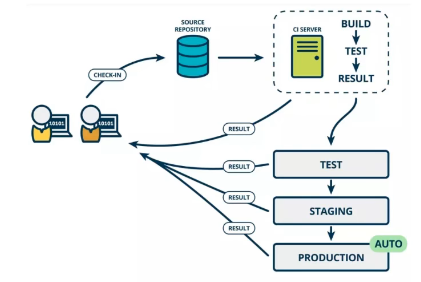 SOURCE
REPOSITORY
CI SERVER
BUILD
TEST
RESULT
CHECK-IN
10101
10101
RESULT
RESULT
RESULT
RESULT
TEST
STAGING
AUTO
PRODUCTION